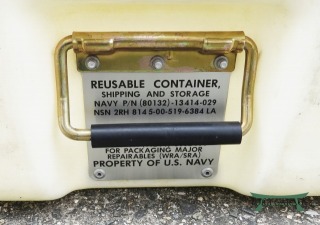 REUSABLE CONTAINER,
SHIPPING AND STORAGE
NAVY P/N (80132)-13414-029
NSN 2RH 8145-00-519-6384 LA
FOR PACKAGING MAJOR
REPAIRABLES (WRA/SRA)
PROPERTY OF U.S. NAVY